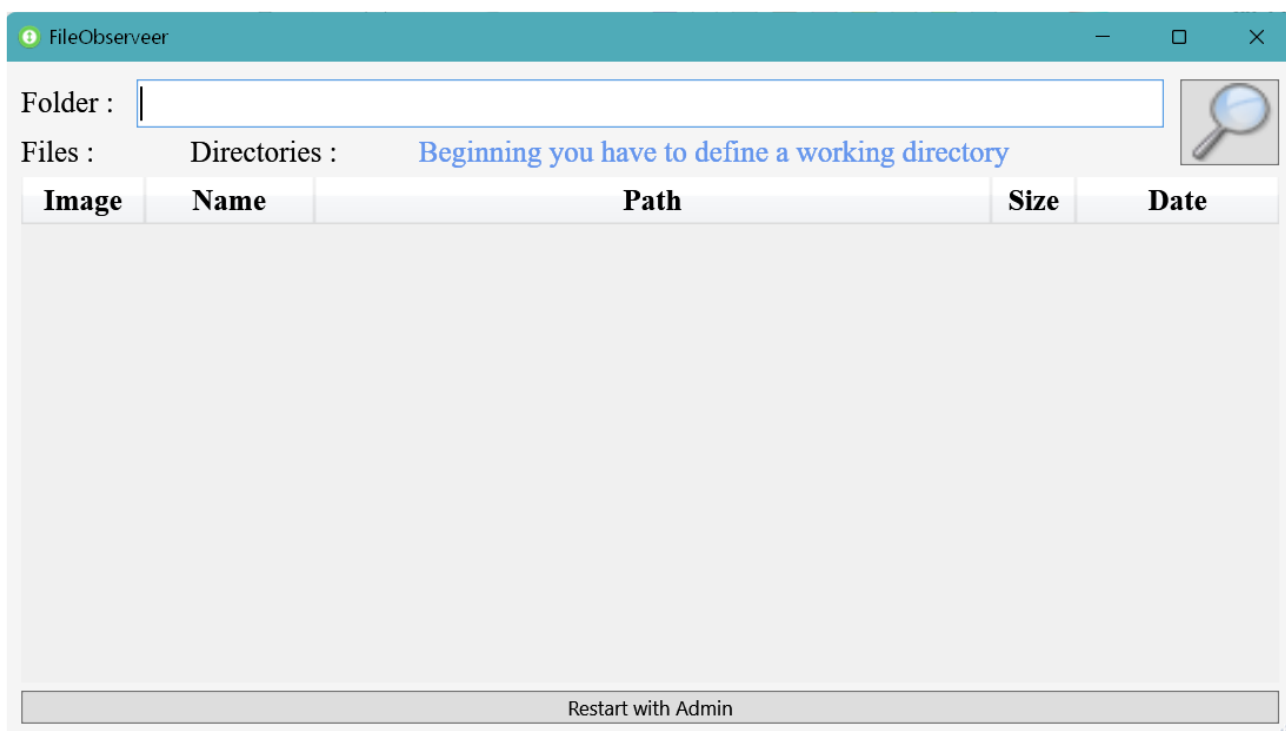 FileObserveer
Folder :
Files : Directories : Beginning you have to define a working directory
Image Name Path Size Date
Restart with Admin